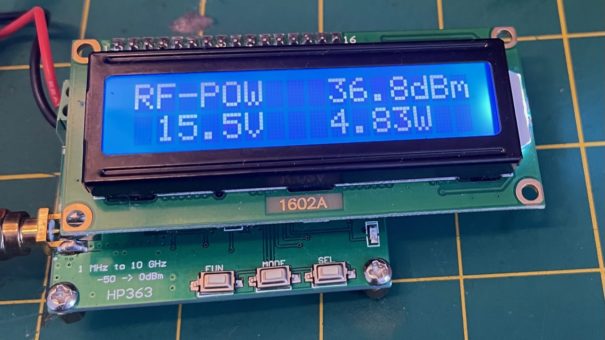 1 16
RF-POW 36.8dBm
15.5V 4.83W
1602A
1 MHz to 10 GHz
-50 -> 0dBm
HP363
FUN MODE SEL